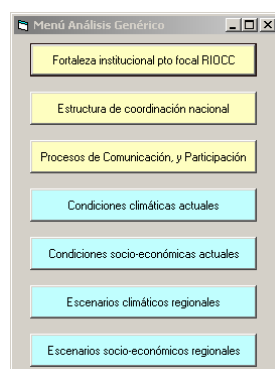 Menú Análisis Genérico
Fortaleza institucional pto focal RIOCC
Estructura de coordinación nacional
Procesos de Comunicación, y Participación
Condiciones climáticas actuales
Condiciones socio-económicas actuales
Escenarios climáticos regionales
Escenarios socio-económicos regionales